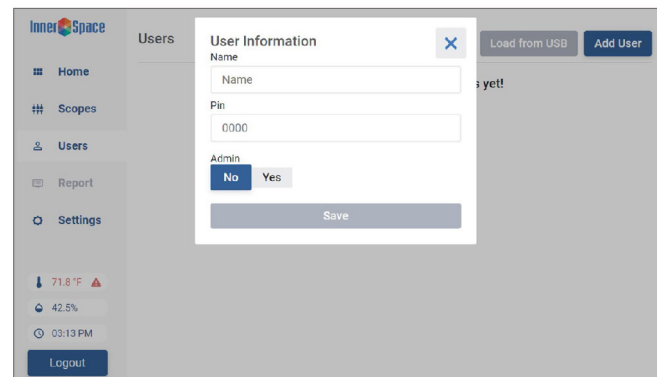 InnerSpace
Home
Scopes
Users
Report
Settings
71.8 °F
42.5%
03:13 PM
Logout
Users
Load from USB
Add User
s yet!
User Information
Name
Name
Pin
0000
Admin
No Yes
Save